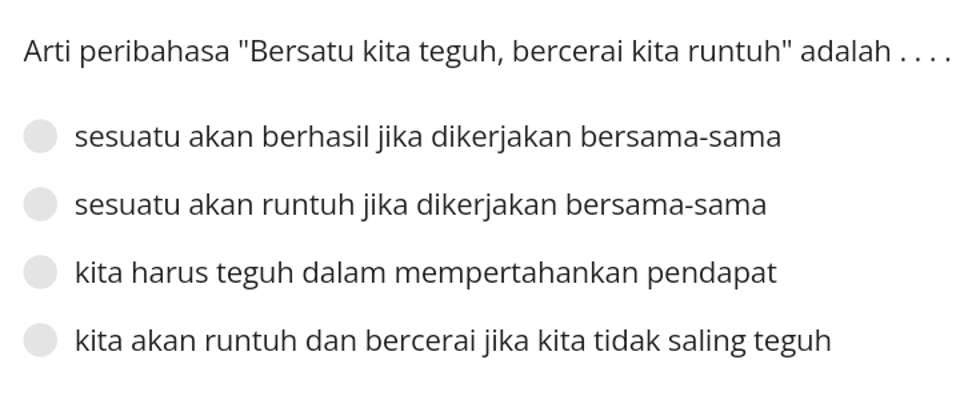 Arti peribahasa "Bersatu kita teguh, bercerai kita runtuh" adalah . . . .
sesuatu akan berhasil jika dikerjakan bersama-sama
sesuatu akan runtuh jika dikerjakan bersama-sama
kita harus teguh dalam mempertahankan pendapat
kita akan runtuh dan bercerai jika kita tidak saling teguh